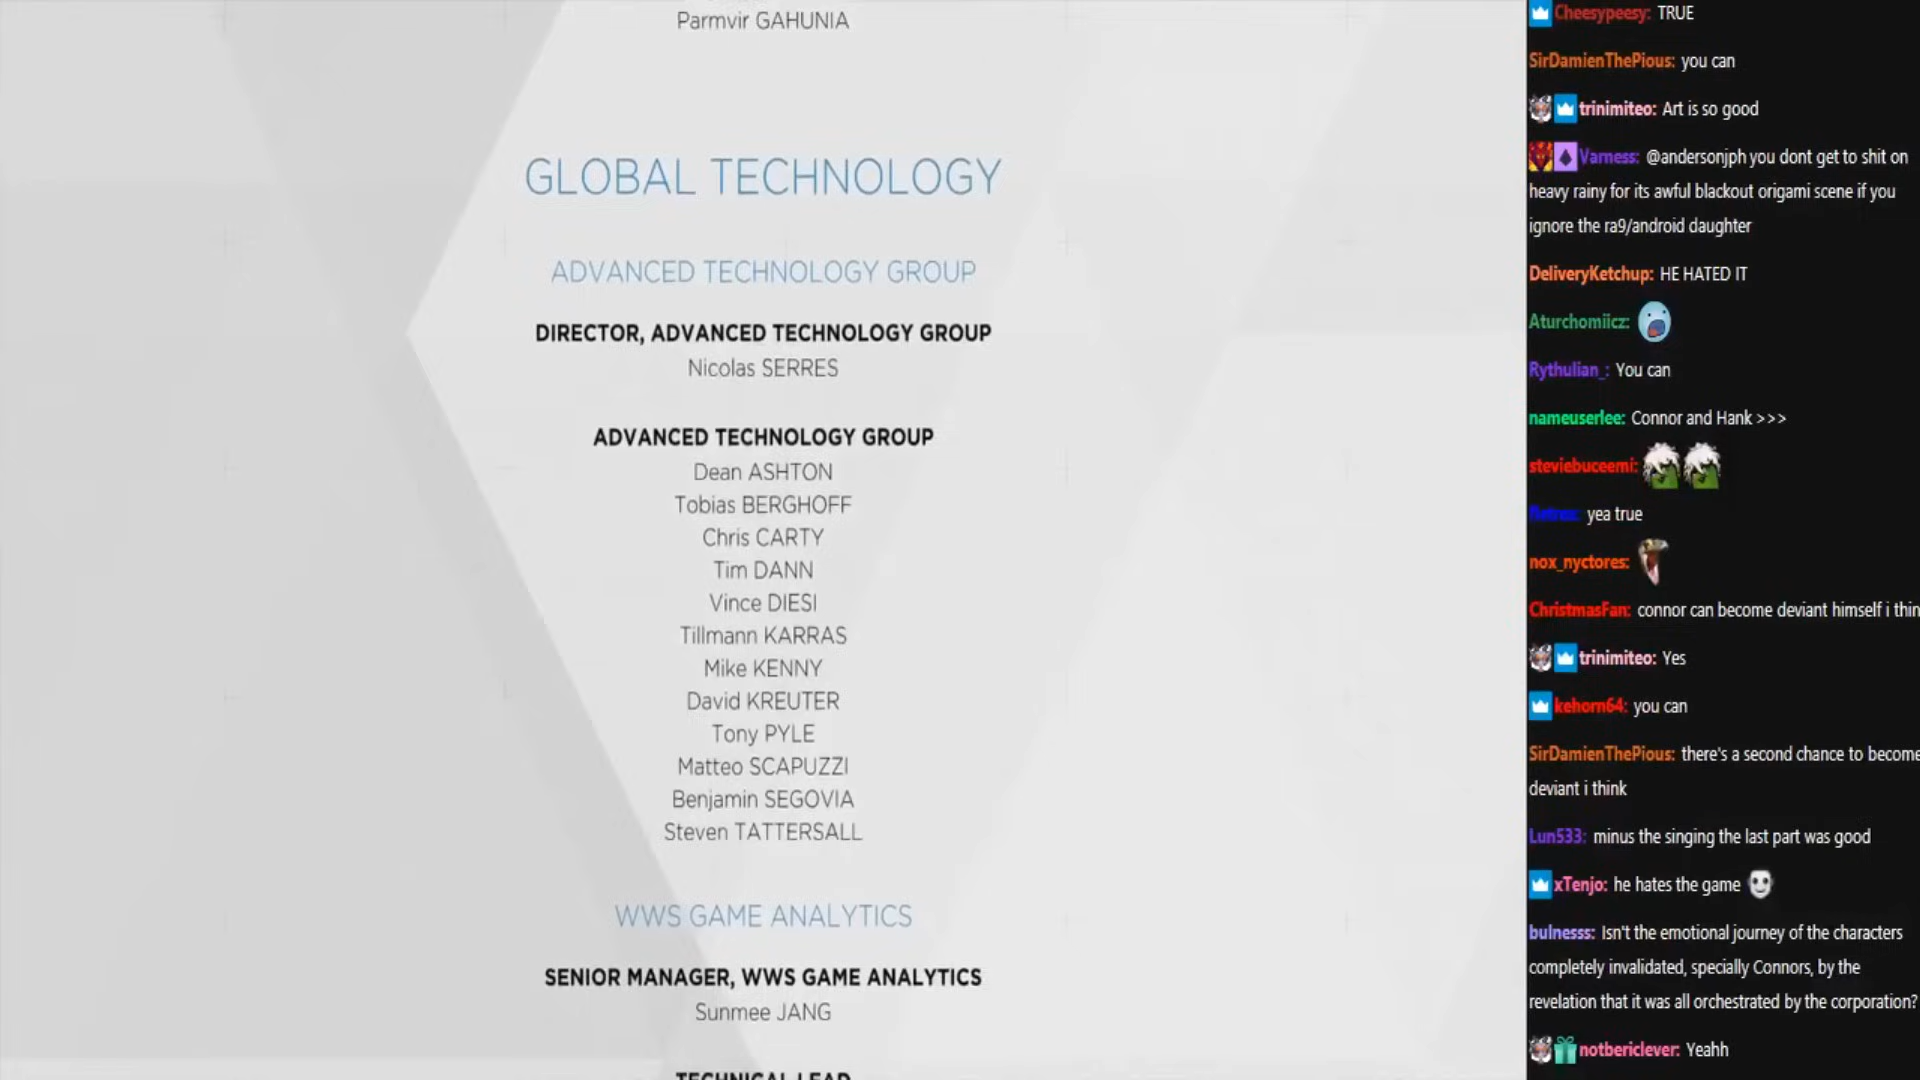 Parmvir GAHUNIA
GLOBAL TECHNOLOGY
ADVANCED TECHNOLOGY GROUP
DIRECTOR, ADVANCED TECHNOLOGY GROUP
Nicolas SERRES
ADVANCED TECHNOLOGY GROUP
Dean ASHTON
Tobias BERGHOFF
Chris CARTY
Tim DANN
Vince DIESI
Tillmann KARRAS
Mike KENNY
David KREUTER
Tony PYLE
Matteo SCAPUZZI
Benjamin SEGOVIA
Steven TATTERSALL
WWS GAME ANALYTICS
SENIOR MANAGER, WWS GAME ANALYTICS
Sunmee JANG
TECHNICAL LEAD
Cheesypeesy: TRUE
SirDamienThePious: you can
trinimiteo: Art is so good
Varness: @andersonjph you dont get to shit on
heavy rainy for its awful blackout origami scene if you
ignore the ra9/android daughter
DeliveryKetchup: HE HATED IT
Aturchomiicz:
Rythulian_: You can
nameuserlee: Connor and Hank >>>
steviebuceemi:
yea true
nox_nyctores:
ChristmasFan: connor can become deviant himself i thin
trinimiteo: Yes
kehorn64: you can
SirDamienThePious: there's a second chance to become
deviant i think
Lun533: minus the singing the last part was good
xTenjo: he hates the game
bulnesss: Isn't the emotional journey of the characters
completely invalidated, specially Connors, by the
revelation that it was all orchestrated by the corporation?
notbericlever: Yeahh